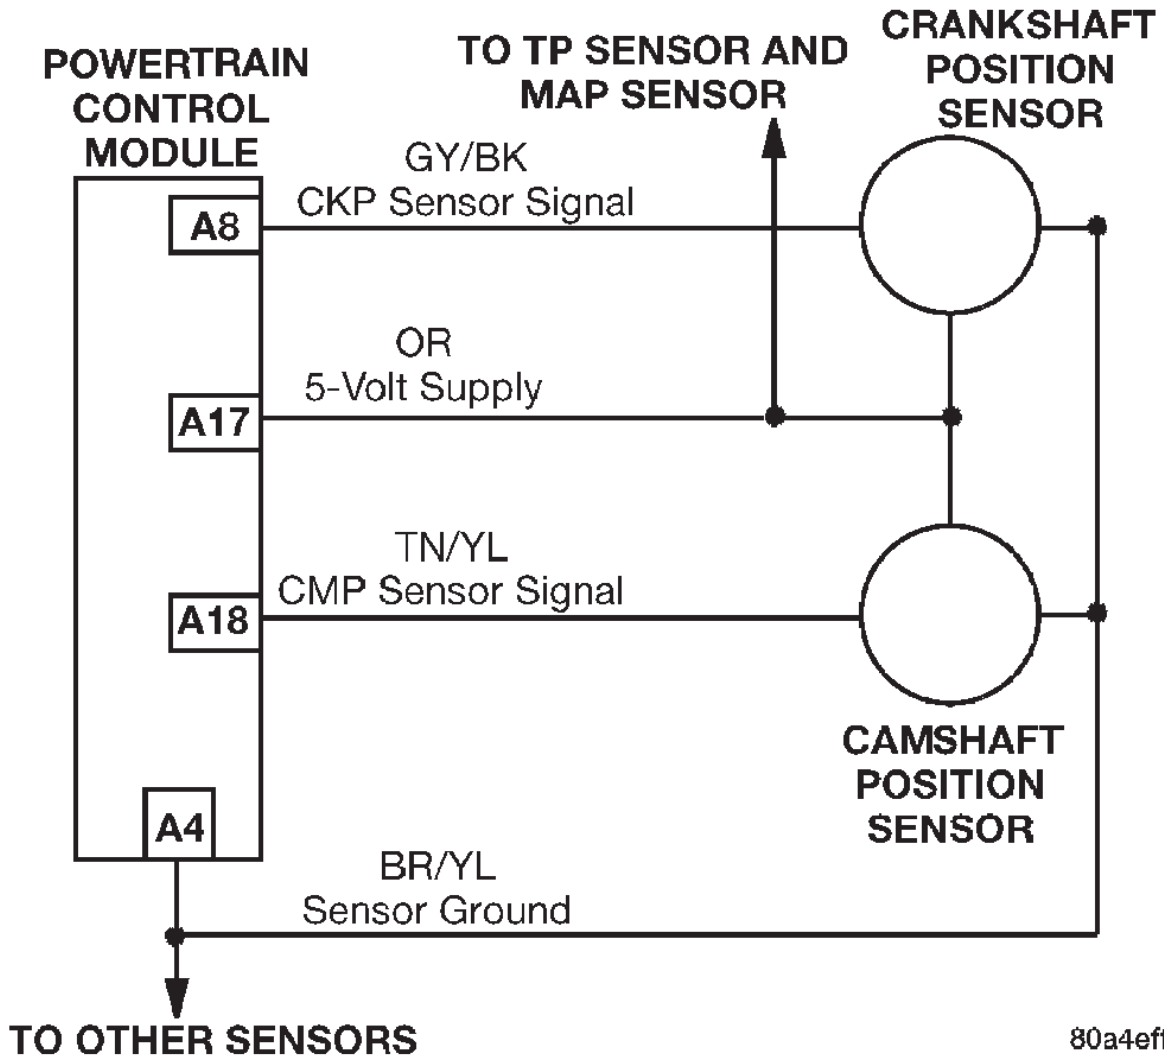 CRANKSHAFT
POSITION
SENSOR
TO TP SENSOR AND
MAP SENSOR
POWERTRAIN
CONTROL
MODULE
GY/BK
CKP Sensor Signal
A8
OR
5-Volt Supply
A17
TN/YL
CMP Sensor Signal
A18
CAMSHAFT
POSITION
SENSOR
A4
BR/YL
Sensor Ground
TO OTHER SENSORS